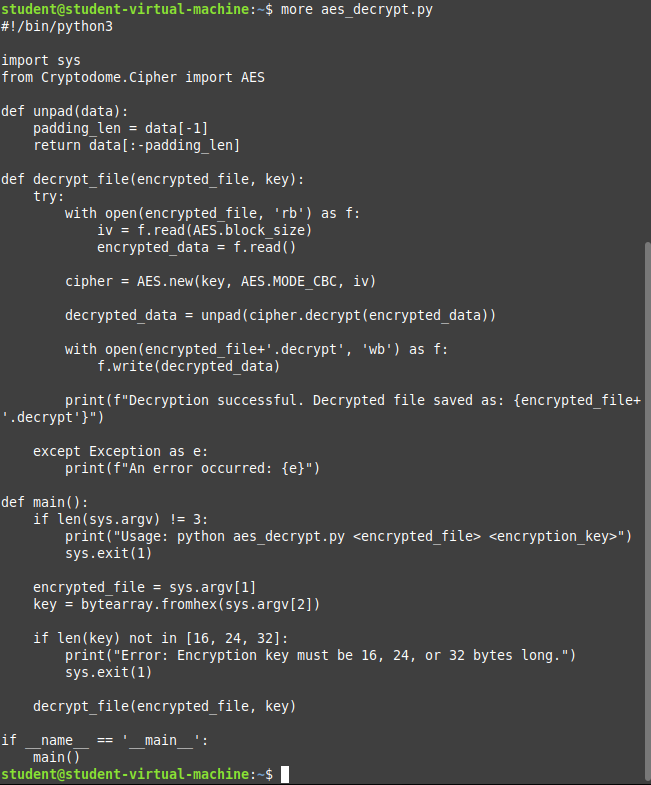 student@student-virtual-machine:~$ more aes_decrypt.py
#!/bin/python3

import sys
from Cryptodome.Cipher import AES

def unpad(data):
    padding_len = data[-1]
    return data[:-padding_len]

def decrypt_file(encrypted_file, key):
    try:
        with open(encrypted_file, 'rb') as f:
            iv = f.read(AES.block_size)
            encrypted_data = f.read()

        cipher = AES.new(key, AES.MODE_CBC, iv)

        decrypted_data = unpad(cipher.decrypt(encrypted_data))

        with open(encrypted_file+'.decrypt', 'wb') as f:
            f.write(decrypted_data)

        print(f"Decryption successful. Decrypted file saved as: {encrypted_file+
'.decrypt'}")

    except Exception as e:
        print(f"An error occurred: {e}")

def main():
    if len(sys.argv) != 3:
        print("Usage: python aes_decrypt.py <encrypted_file> <encryption_key>")
        sys.exit(1)

    encrypted_file = sys.argv[1]
    key = bytearray.fromhex(sys.argv[2])

    if len(key) not in [16, 24, 32]:
        print("Error: Encryption key must be 16, 24, or 32 bytes long.")
        sys.exit(1)

    decrypt_file(encrypted_file, key)

if __name__ == '__main__':
    main()
student@student-virtual-machine:~$